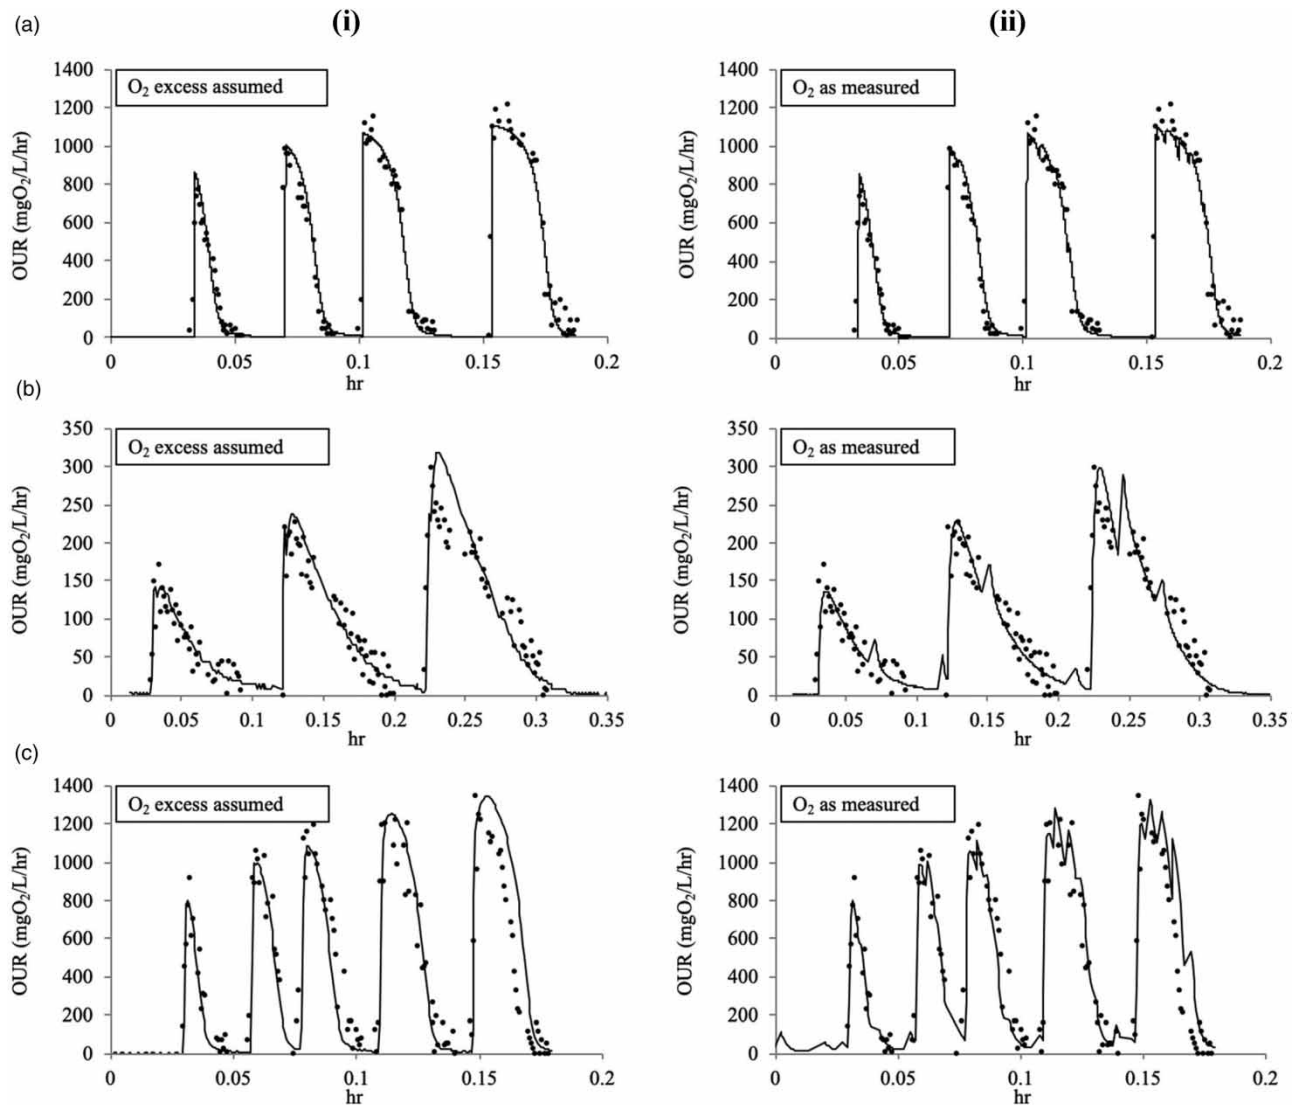 (a) (i) (ii)
O₂ excess assumed
OUR (mgO₂/L/hr)
1400
1200
1000
800
600
400
200
0
0 0.05 0.1 0.15 0.2
hr
O₂ as measured
OUR (mgO₂/L/hr)
1400
1200
1000
800
600
400
200
0
0 0.05 0.1 0.15 0.2
hr
(b)
O₂ excess assumed
OUR (mgO₂/L/hr)
350
300
250
200
150
100
50
0
0 0.05 0.1 0.15 0.2 0.25 0.3 0.35
hr
O₂ as measured
OUR (mgO₂/L/hr)
350
300
250
200
150
100
50
0
0 0.05 0.1 0.15 0.2 0.25 0.3 0.35
hr
(c)
O₂ excess assumed
OUR (mgO₂/L/hr)
1400
1200
1000
800
600
400
200
0
0 0.05 0.1 0.15 0.2
hr
O₂ as measured
OUR (mgO₂/L/hr)
1400
1200
1000
800
600
400
200
0
0 0.05 0.1 0.15 0.2
hr